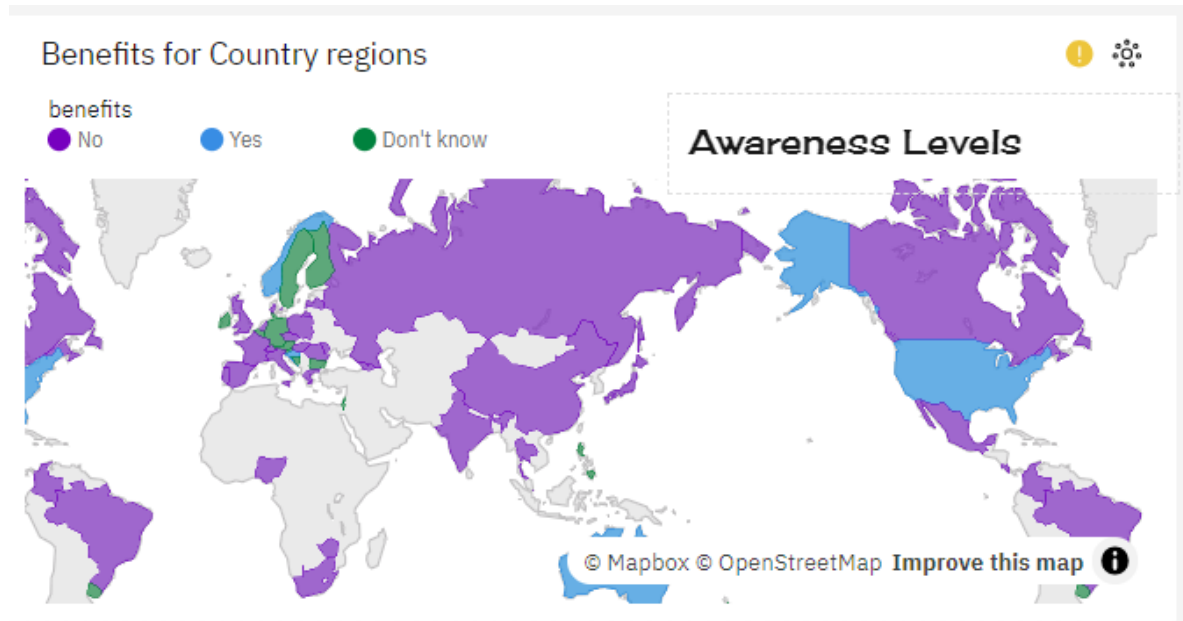 Benefits for Country regions
benefits
No Yes Don't know
Awareness Levels
© Mapbox © OpenStreetMap Improve this map